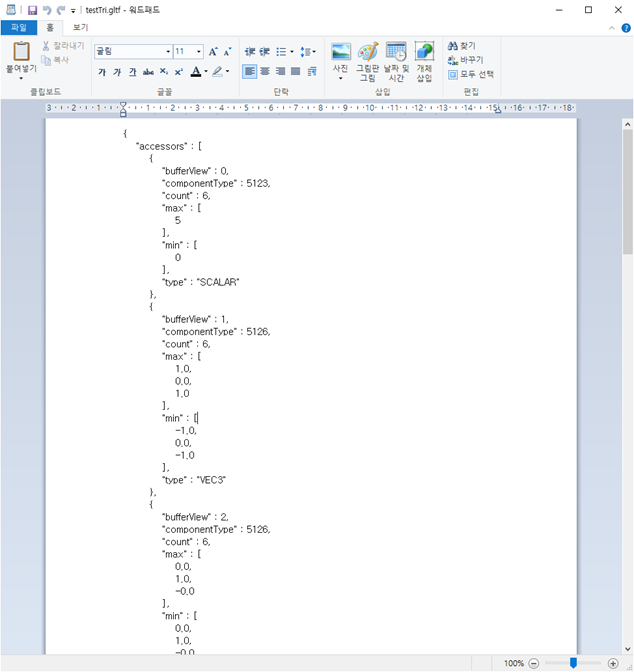 testTri.gltf - 워드패드
파일 홈 보기
붙여넣기
잘라내기
복사
클립보드
굴림 11
가 가 가 abc X₂ X² 가
글꼴
단락
사진
그림판 그림
날짜 및 시간
개체 삽입
삽입
찾기
바꾸기
모두 선택
편집
3 2 1 1 2 3 4 5 6 7 8 9 10 11 12 13 14 15 16 17 18
{
"accessors" : [
{
"bufferView" : 0,
"componentType" : 5123,
"count" : 6,
"max" : [
5
],
"min" : [
0
],
"type" : "SCALAR"
},
{
"bufferView" : 1,
"componentType" : 5126,
"count" : 6,
"max" : [
1.0,
0.0,
1.0
],
"min" : [
-1.0,
0.0,
-1.0
],
"type" : "VEC3"
},
{
"bufferView" : 2,
"componentType" : 5126,
"count" : 6,
"max" : [
0.0,
1.0,
-0.0
],
"min" : [
0.0,
1.0,
-0.0
100%